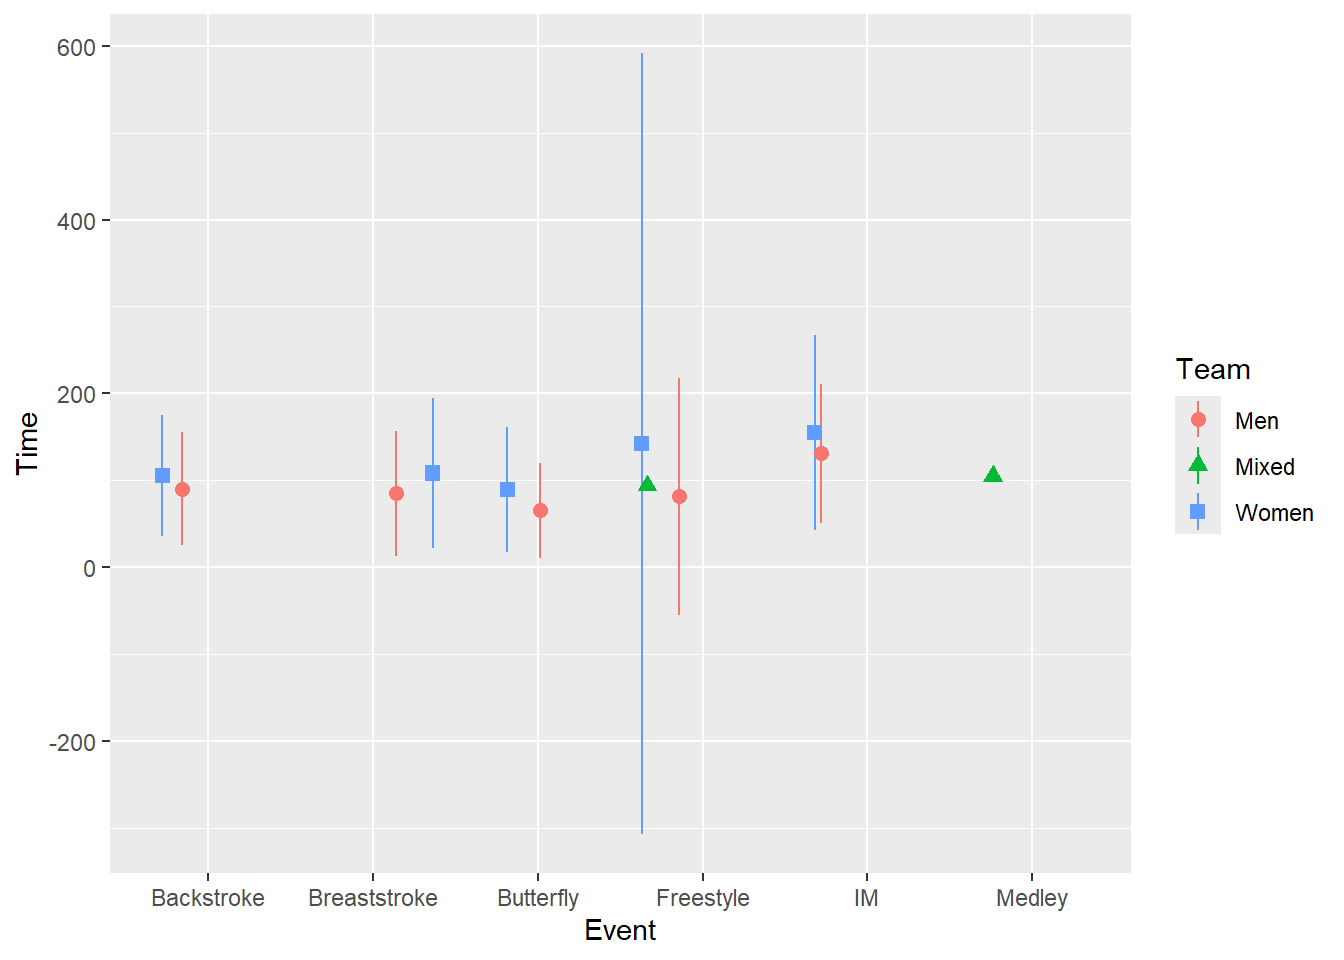 600
400
200
0
-200
Time
Backstroke Breaststroke Butterfly Freestyle IM Medley
Event
Team
Men
Mixed
Women